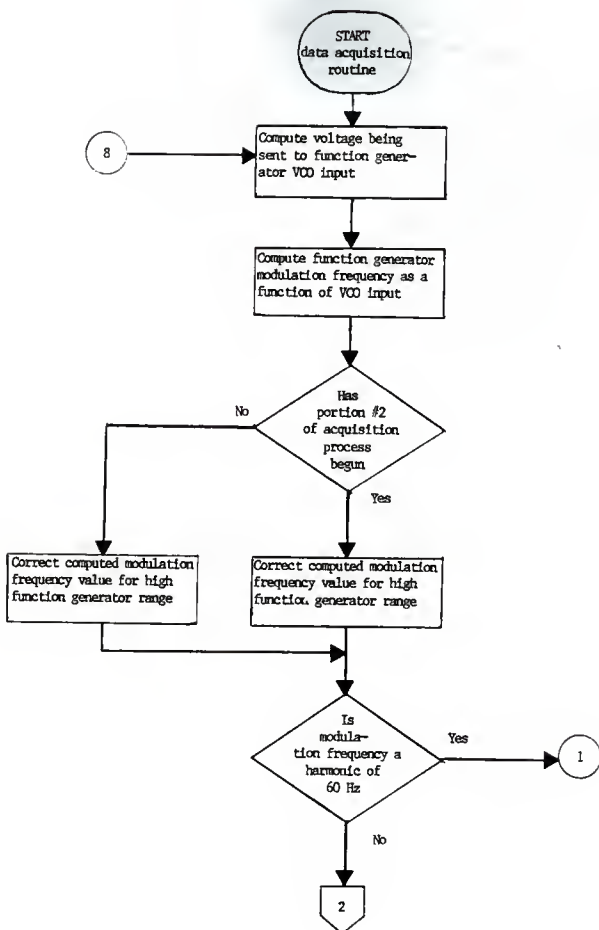 START
data acquisition
routine
8
Compute voltage being
sent to function gener-
ator VCO input
Compute function generator
modulation frequency as a
function of VCO input
Has
portion #2
of acquisition
process
begun
No
Yes
Correct computed modulation
frequency value for high
function generator range
Correct computed modulation
frequency value for high
function generator range
Is
modula-
tion frequency a
harmonic of
60 Hz
Yes
1
No
2